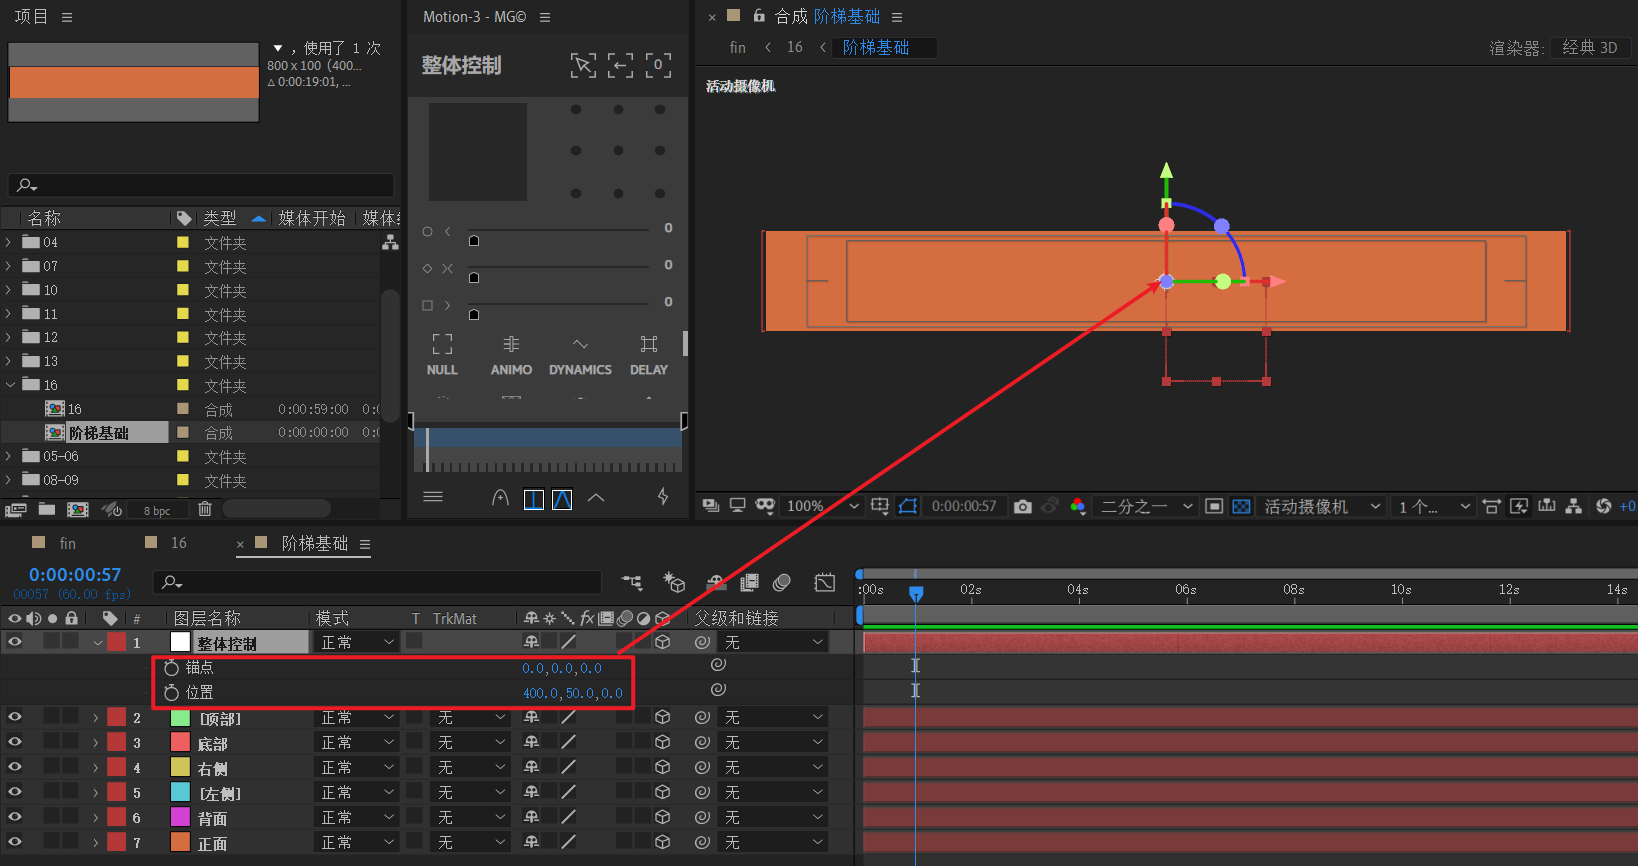 项目
，使用了 1 次
800 x 100 (400...
△ 0:00:19:01, ...
名称
类型
媒体开始
媒体结
04
文件夹
07
文件夹
10
文件夹
11
文件夹
12
文件夹
13
文件夹
16
文件夹
16
合成
0:00:59:00
阶梯基础
合成
0:00:00:00
05-06
文件夹
08-09
文件夹
8 bpc
Motion-3 - MG©
整体控制
0
0
0
0
NULL
ANIMO
DYNAMICS
DELAY
合成 阶梯基础
fin
16
阶梯基础
渲染器:
经典 3D
活动摄像机
100%
0:00:00:57
二分之一
活动摄像机
1 个...
+0
fin
16
阶梯基础
0:00:00:57
00057 (60.00 fps)
:00s
02s
04s
06s
08s
10s
12s
14s
#
图层名称
模式
T
TrkMat
fx
父级和链接
1
整体控制
正常
无
锚点
0.0,0.0,0.0
位置
400.0,50.0,0.0
2
[顶部]
正常
无
无
3
底部
正常
无
无
4
右侧
正常
无
无
5
[左侧]
正常
无
无
6
背面
正常
无
无
7
正面
正常
无
无